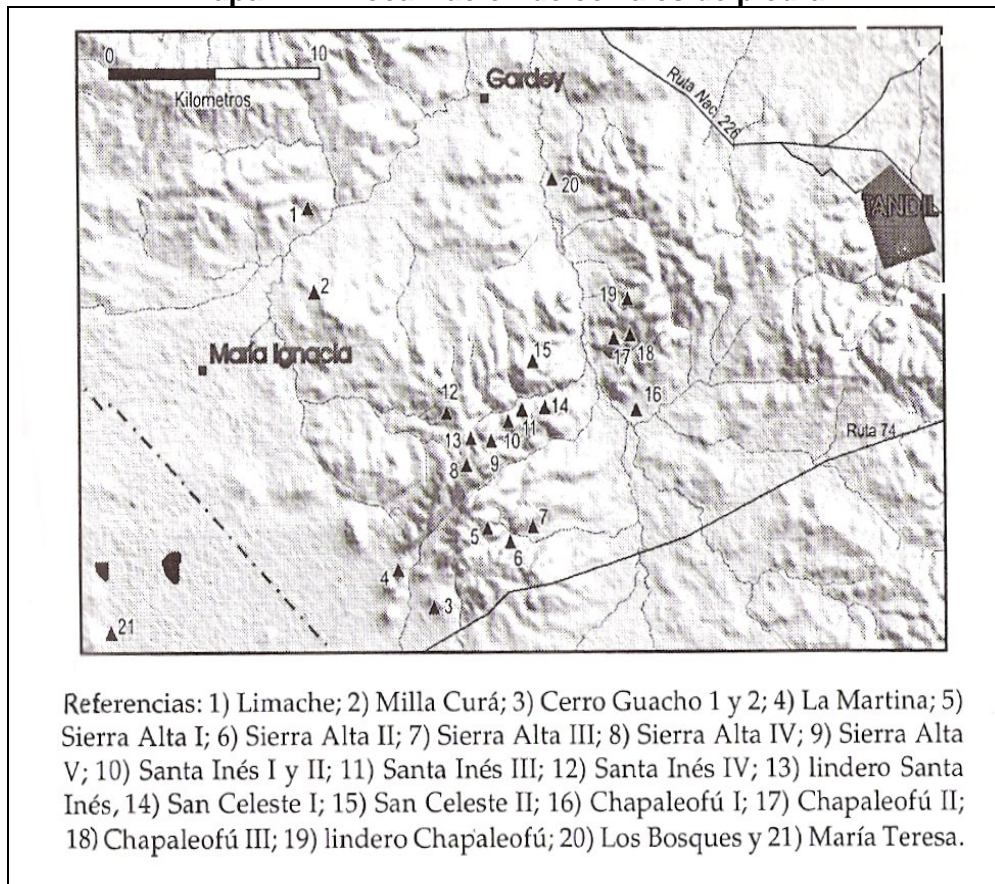 0 10
Kilometros
Gardey
Ruta Nac. 226
TANDIL
20
1
2
19
María Ignacia
17 18
15
12
14
16
11
13
10
9
8
Ruta 74
7
5
6
4
3
21
Referencias: 1) Limache; 2) Milla Curá; 3) Cerro Guacho 1 y 2; 4) La Martina; 5)
Sierra Alta I; 6) Sierra Alta II; 7) Sierra Alta III; 8) Sierra Alta IV; 9) Sierra Alta
V; 10) Santa Inés I y II; 11) Santa Inés III; 12) Santa Inés IV; 13) lindero Santa
Inés, 14) San Celeste I; 15) San Celeste II; 16) Chapaleofú I; 17) Chapaleofú II;
18) Chapaleofú III; 19) lindero Chapaleofú; 20) Los Bosques y 21) María Teresa.